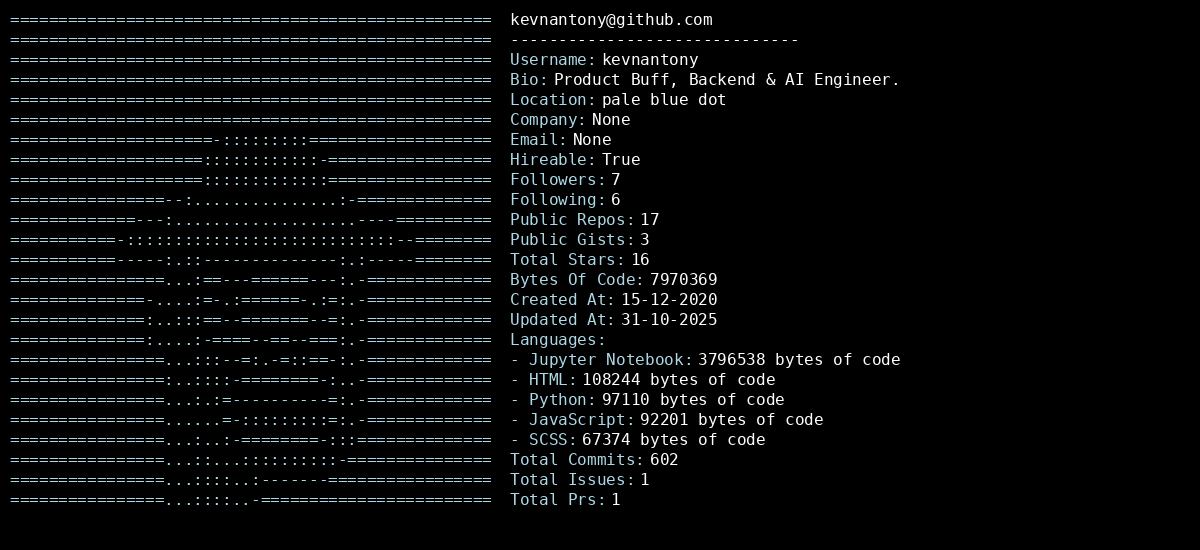 kevnantony@github.com
------------------------------
Username: kevnantony
Bio: Product Buff, Backend & AI Engineer.
Location: pale blue dot
Company: None
Email: None
Hireable: True
Followers: 7
Following: 6
Public Repos: 17
Public Gists: 3
Total Stars: 16
Bytes Of Code: 7970369
Created At: 15-12-2020
Updated At: 31-10-2025
Languages:
- Jupyter Notebook: 3796538 bytes of code
- HTML: 108244 bytes of code
- Python: 97110 bytes of code
- JavaScript: 92201 bytes of code
- SCSS: 67374 bytes of code
Total Commits: 602
Total Issues: 1
Total Prs: 1